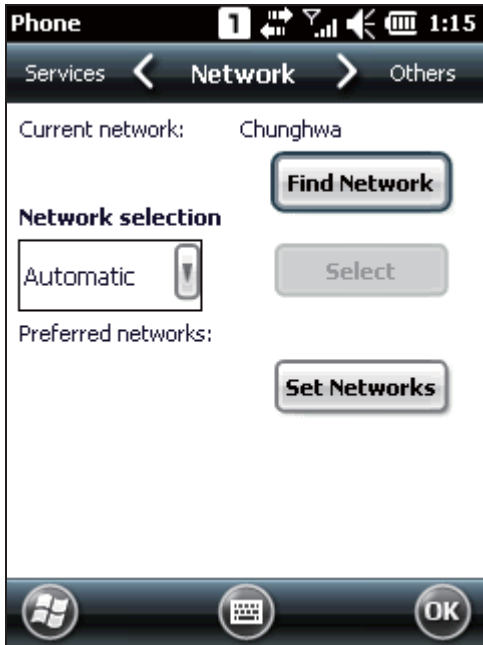 Phone 1 1:15
Services Network Others
Current network: Chunghwa
Find Network
Network selection
Automatic Select
Preferred networks:
Set Networks
OK